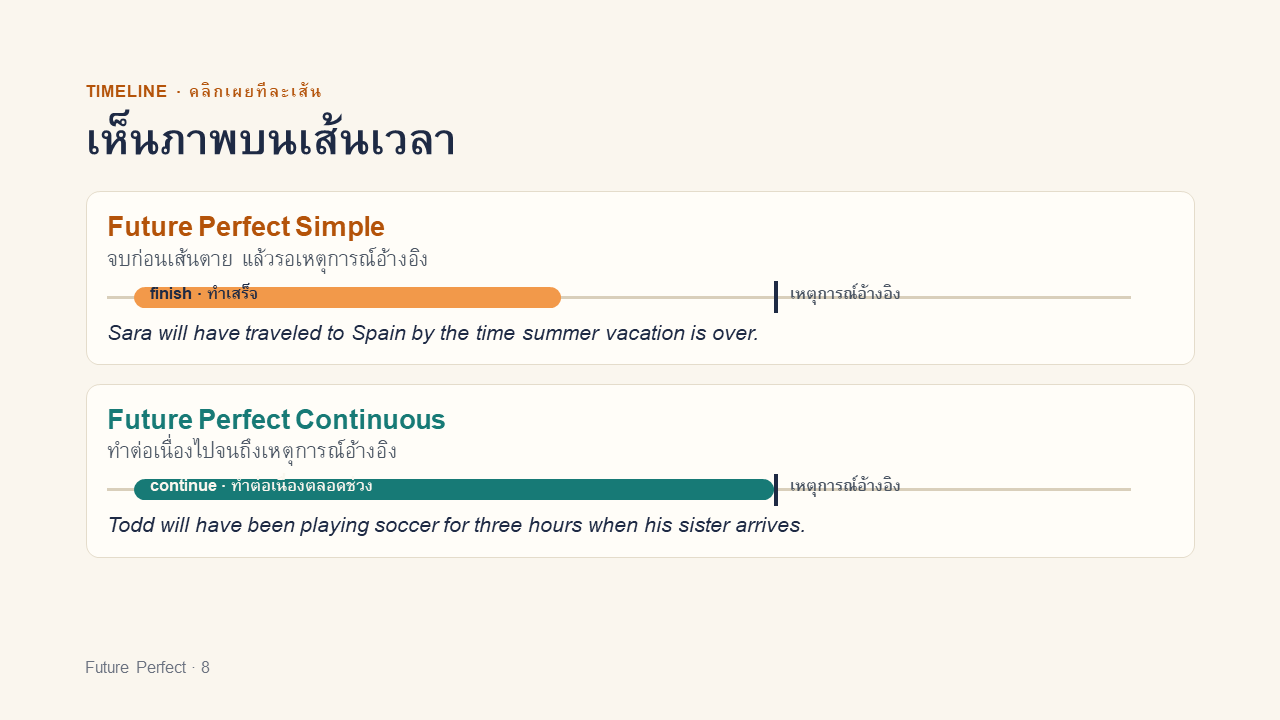 TIMELINE · คลิกเผยทีละเส้น
เห็นภาพบนเส้นเวลา
Future Perfect Simple
จบก่อนเส้นตาย แล้วรอเหตุการณ์อ้างอิง
finish · ทำเสร็จ
เหตุการณ์อ้างอิง
Sara will have traveled to Spain by the time summer vacation is over.
Future Perfect Continuous
ทำต่อเนื่องไปจนถึงเหตุการณ์อ้างอิง
continue · ทำต่อเนื่องตลอดช่วง
เหตุการณ์อ้างอิง
Todd will have been playing soccer for three hours when his sister arrives.
Future Perfect · 8